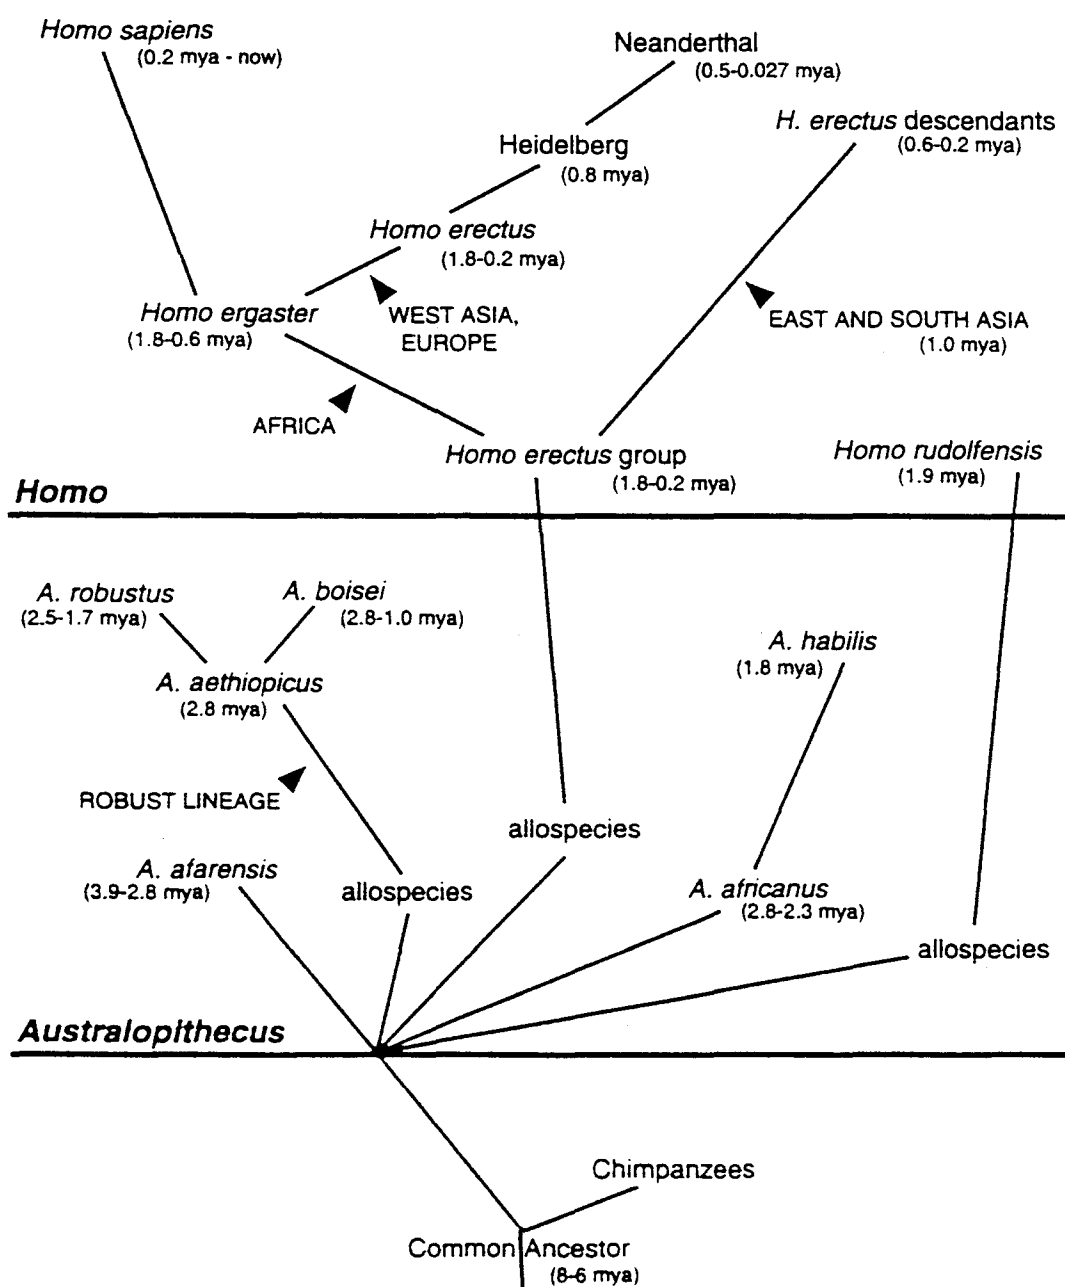 Homo sapiens
(0.2 mya - now)
Neanderthal
(0.5-0.027 mya)
H. erectus descendants
(0.6-0.2 mya)
Heidelberg
(0.8 mya)
Homo erectus
(1.8-0.2 mya)
Homo ergaster
(1.8-0.6 mya)
WEST ASIA,
EUROPE
EAST AND SOUTH ASIA
(1.0 mya)
AFRICA
Homo erectus group
(1.8-0.2 mya)
Homo rudolfensis
(1.9 mya)
Homo
A. robustus
(2.5-1.7 mya)
A. boisei
(2.8-1.0 mya)
A. habilis
(1.8 mya)
A. aethiopicus
(2.8 mya)
ROBUST LINEAGE
allospecies
A. afarensis
(3.9-2.8 mya)
allospecies
A. africanus
(2.8-2.3 mya)
allospecies
Australopithecus
Chimpanzees
Common Ancestor
(8-6 mya)